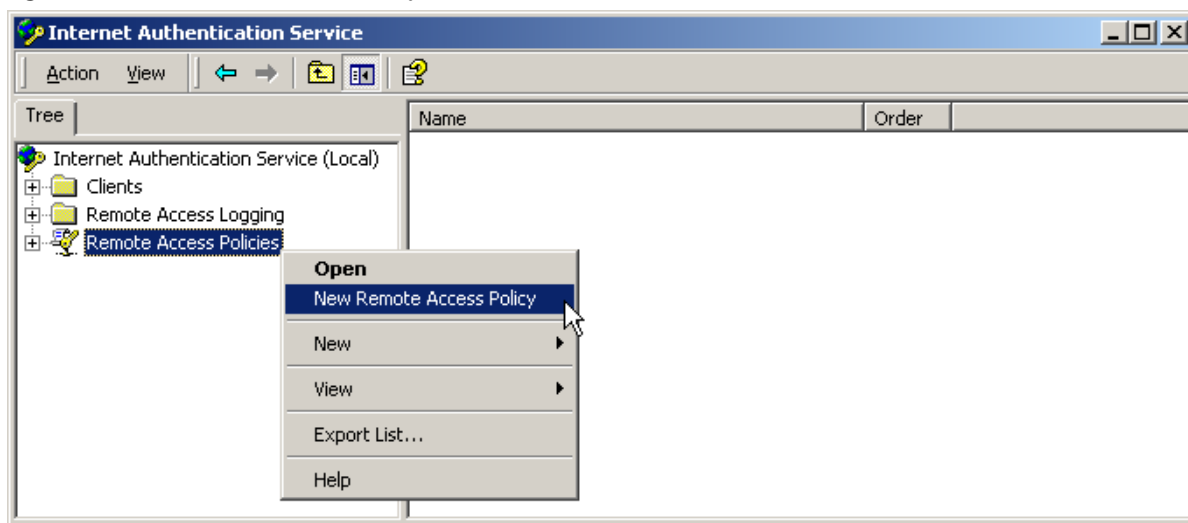 Internet Authentication Service
Action View
Tree
Name Order
Internet Authentication Service (Local)
Clients
Remote Access Logging
Remote Access Policies
Open
New Remote Access Policy
New
View
Export List...
Help